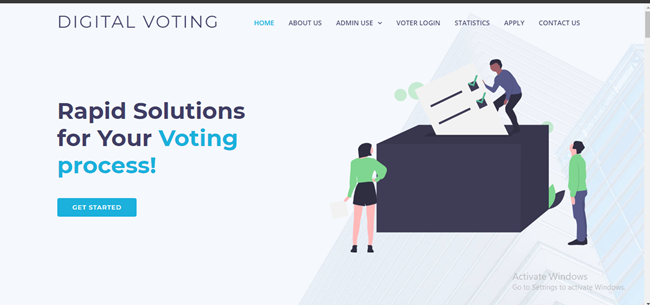 DIGITAL VOTING
HOME ABOUT US ADMIN USE VOTER LOGIN STATISTICS APPLY CONTACT US
Rapid Solutions
for Your Voting
process!
GET STARTED
Activate Windows
Go to Settings to activate Windows.